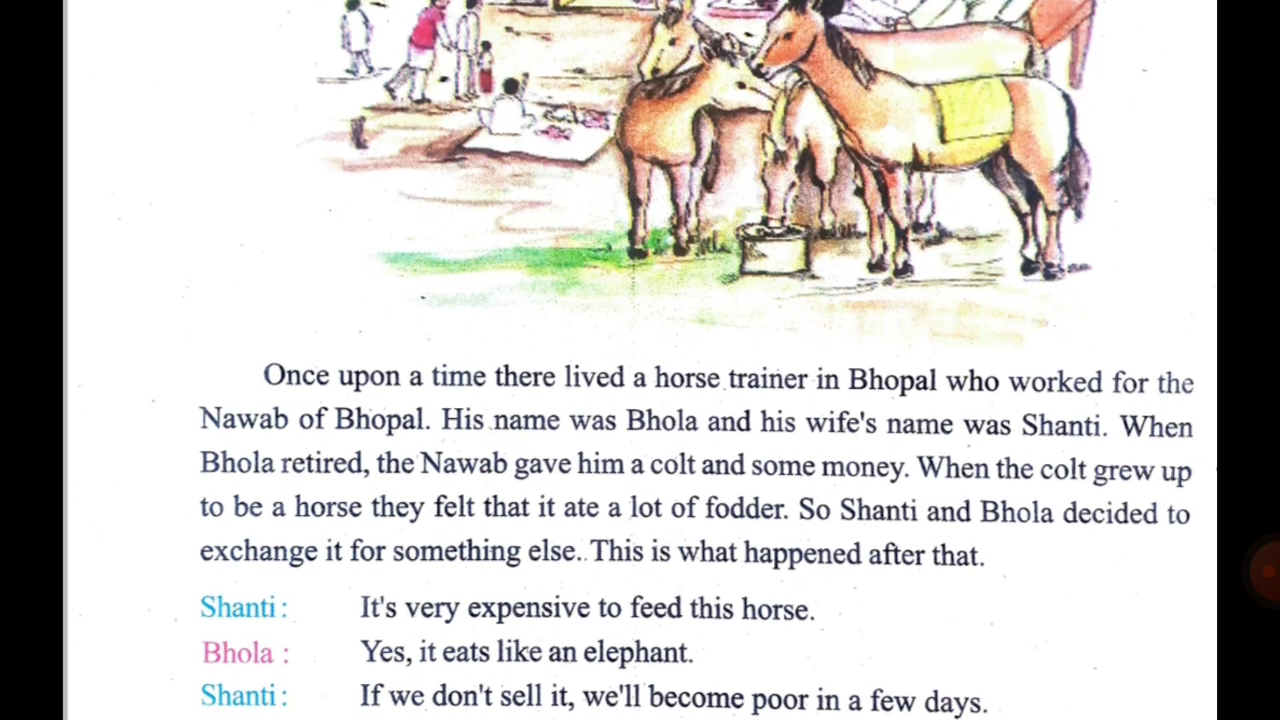 Once upon a time there lived a horse trainer in Bhopal who worked for the
Nawab of Bhopal. His name was Bhola and his wife's name was Shanti. When
Bhola retired, the Nawab gave him a colt and some money. When the colt grew up
to be a horse they felt that it ate a lot of fodder. So Shanti and Bhola decided to
exchange it for something else. This is what happened after that.
Shanti : It's very expensive to feed this horse.
Bhola : Yes, it eats like an elephant.
Shanti : If we don't sell it, we'll become poor in a few days.